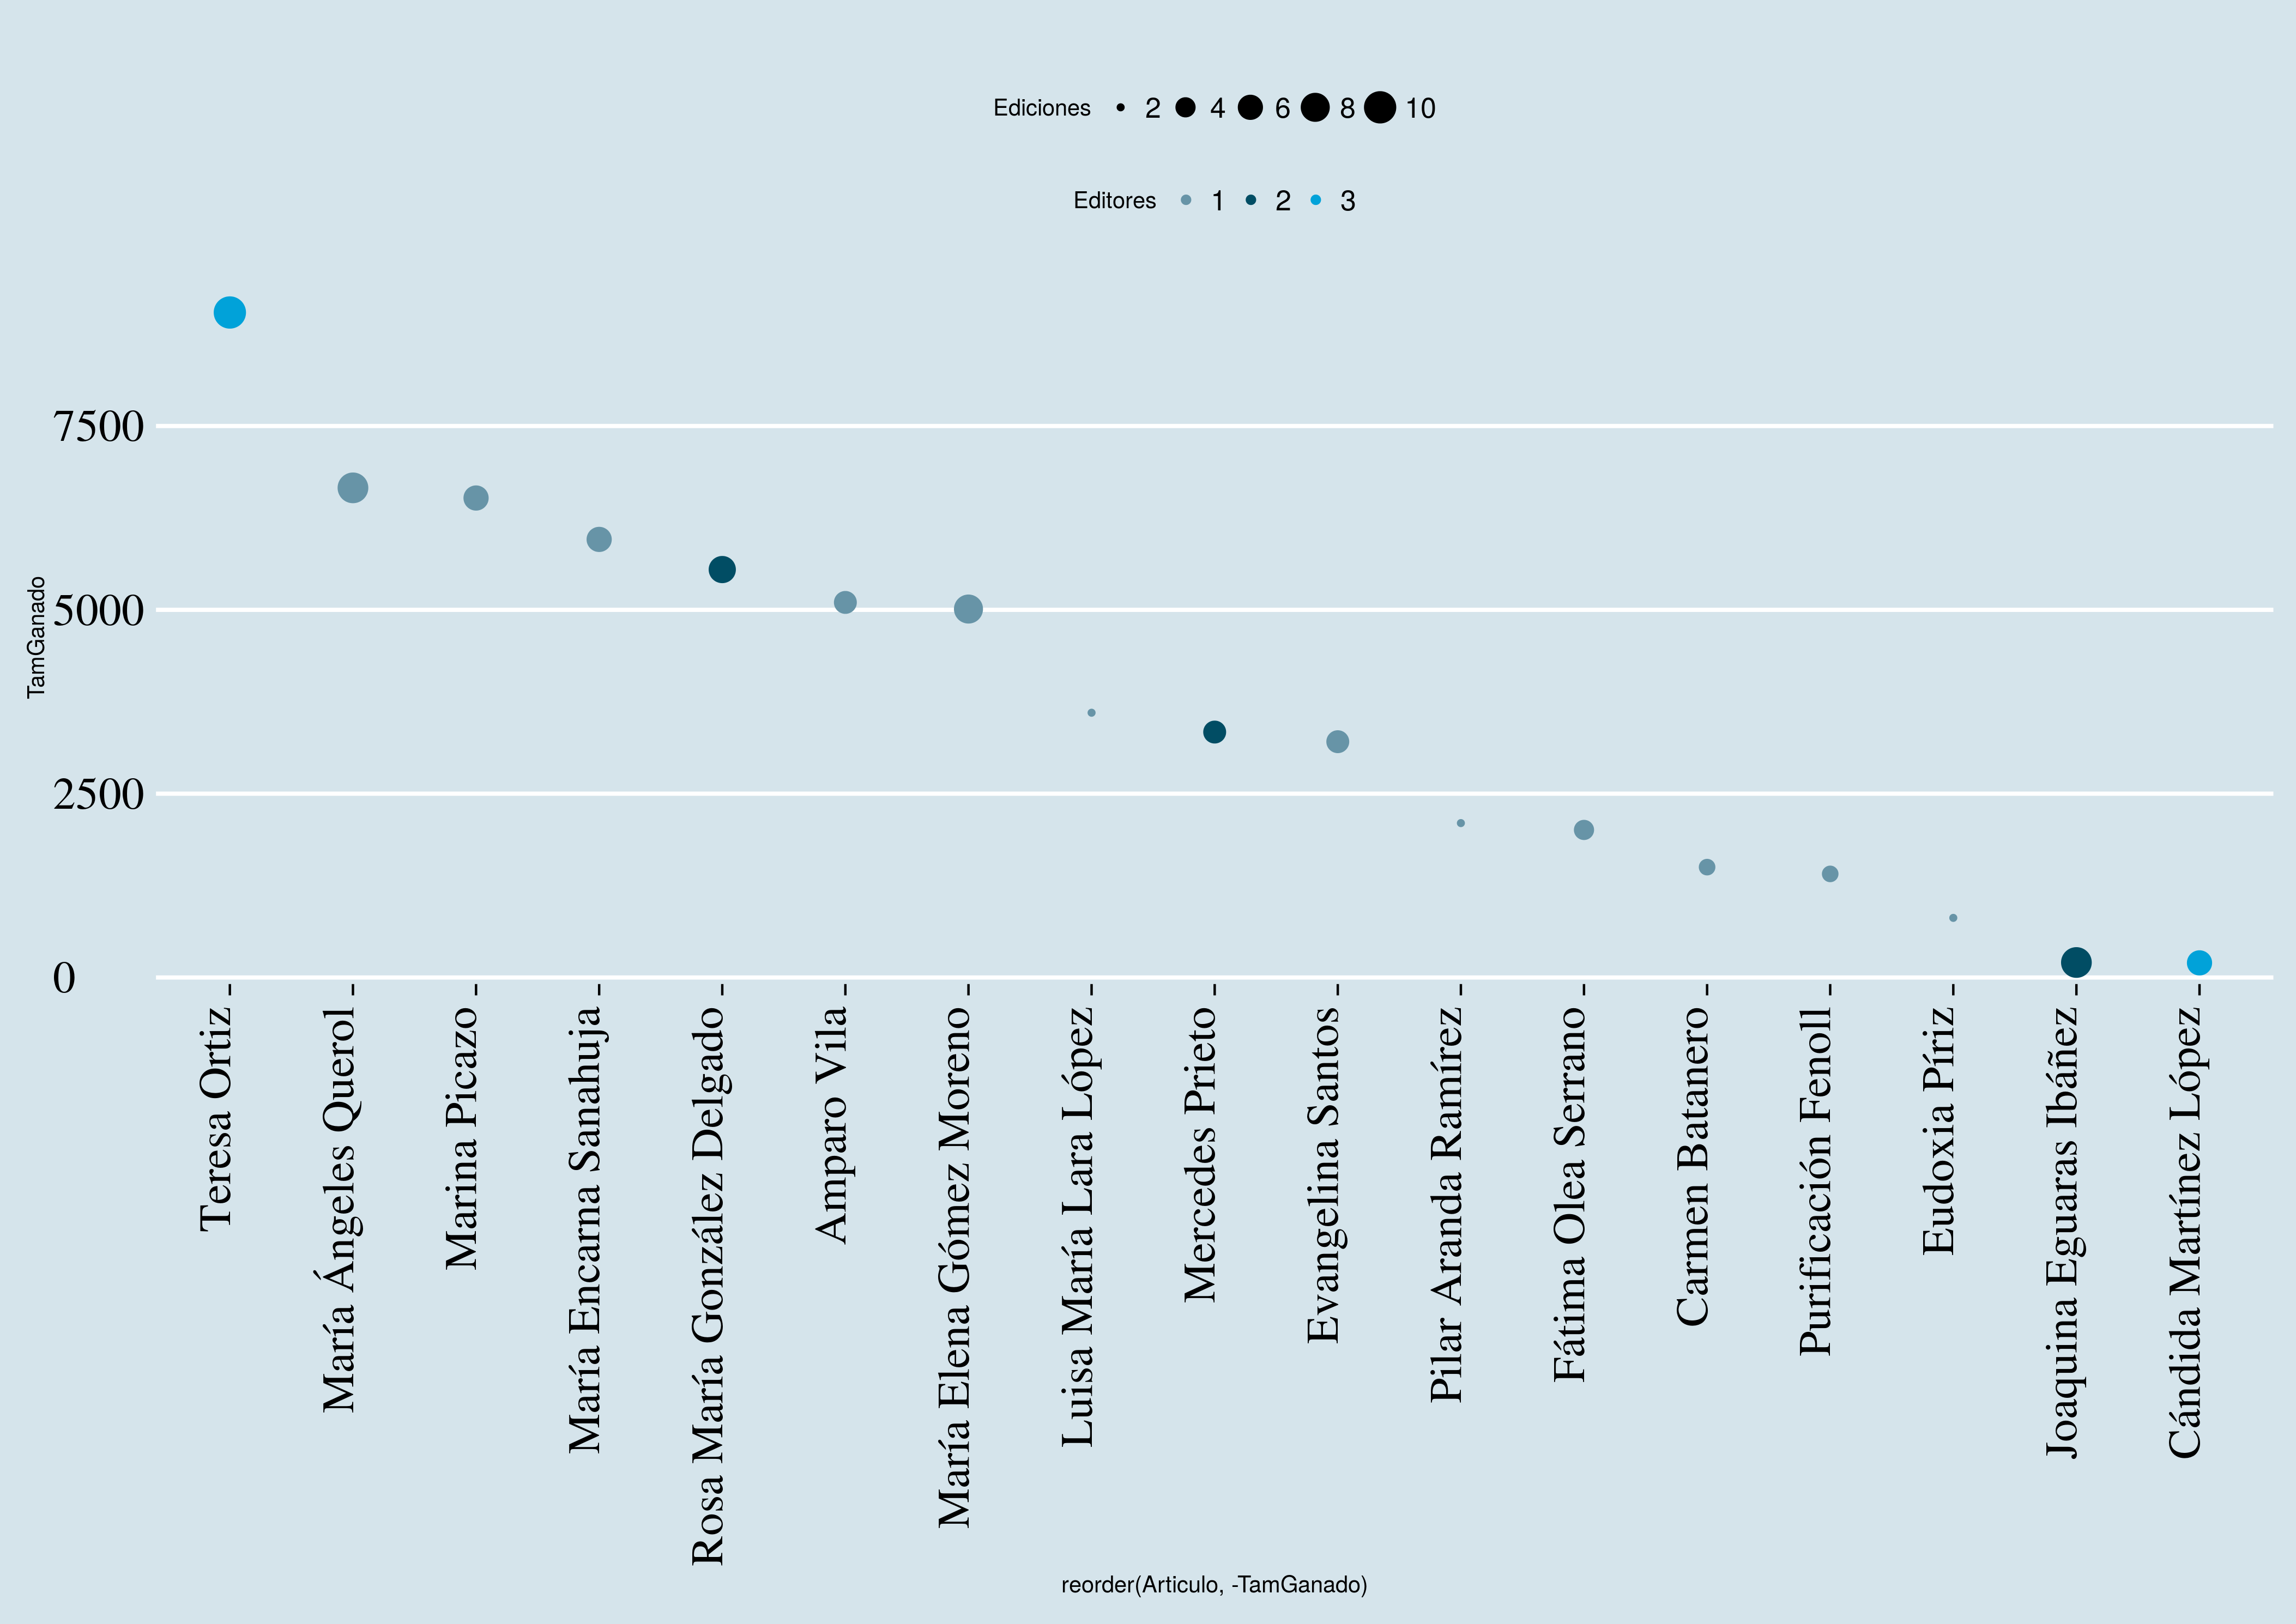 Ediciones 2 4 6 8 10
Editores 1 2 3
TamGanado
7500
5000
2500
0
Teresa Ortiz
María Ángeles Querol
Marina Picazo
María Encarna Sanahuja
Rosa María González Delgado
Amparo Vila
María Elena Gómez Moreno
Luisa María Lara López
Mercedes Prieto
Evangelina Santos
Pilar Aranda Ramírez
Fátima Olea Serrano
Carmen Batanero
Purificación Fenoll
Eudoxia Píriz
Joaquina Eguaras Ibáñez
Cándida Martínez López
reorder(Articulo, -TamGanado)